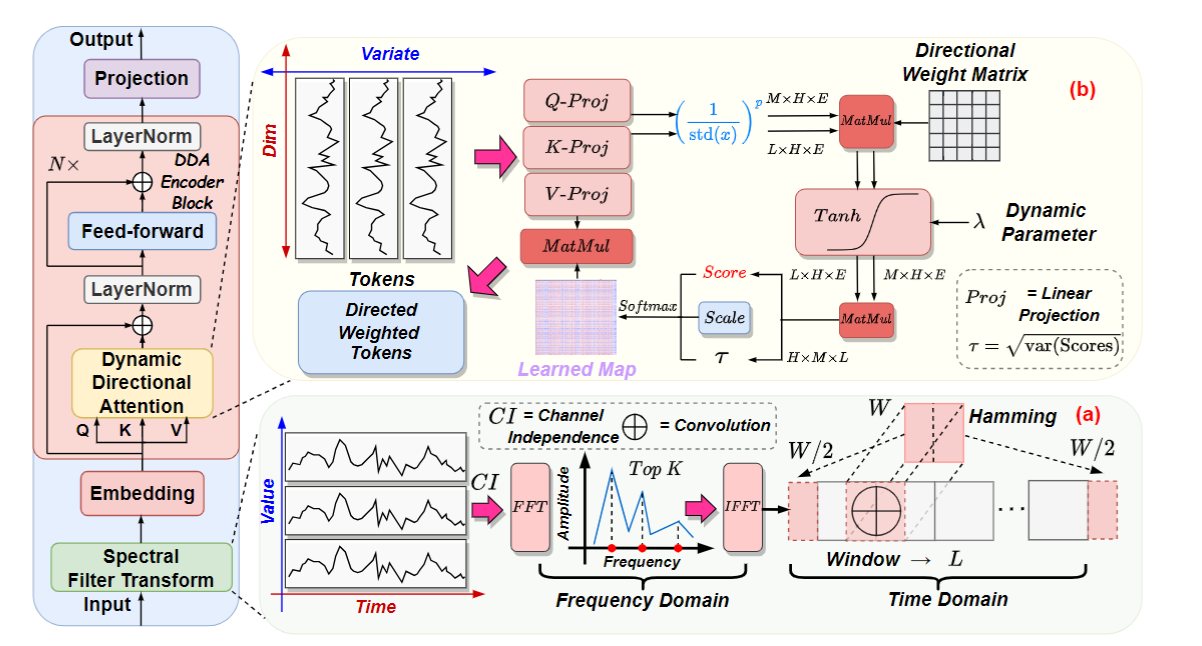 Output
Projection
LayerNorm
N×
DDA
Encoder
Block
Feed-forward
LayerNorm
Dynamic
Directional
Attention
Q K V
Embedding
Spectral
Filter Transform
Input
Variate
Dim
Tokens
Directed
Weighted
Tokens
Q-Proj
K-Proj
V-Proj
MatMul
Learned Map
(1/std(x))^p
M×H×E
L×H×E
MatMul
Directional
Weight Matrix
(b)
Tanh
λ
Dynamic
Parameter
L×H×E
M×H×E
MatMul
Score
Scale
τ
Softmax
H×M×L
Proj = Linear
Projection
τ = √var(Scores)
(a)
Value
Time
CI
CI = Channel
Independence
⊕ = Convolution
FFT
Amplitude
Top K
Frequency
IFFT
Frequency Domain
W
Hamming
W/2
W/2
...
Window → L
Time Domain